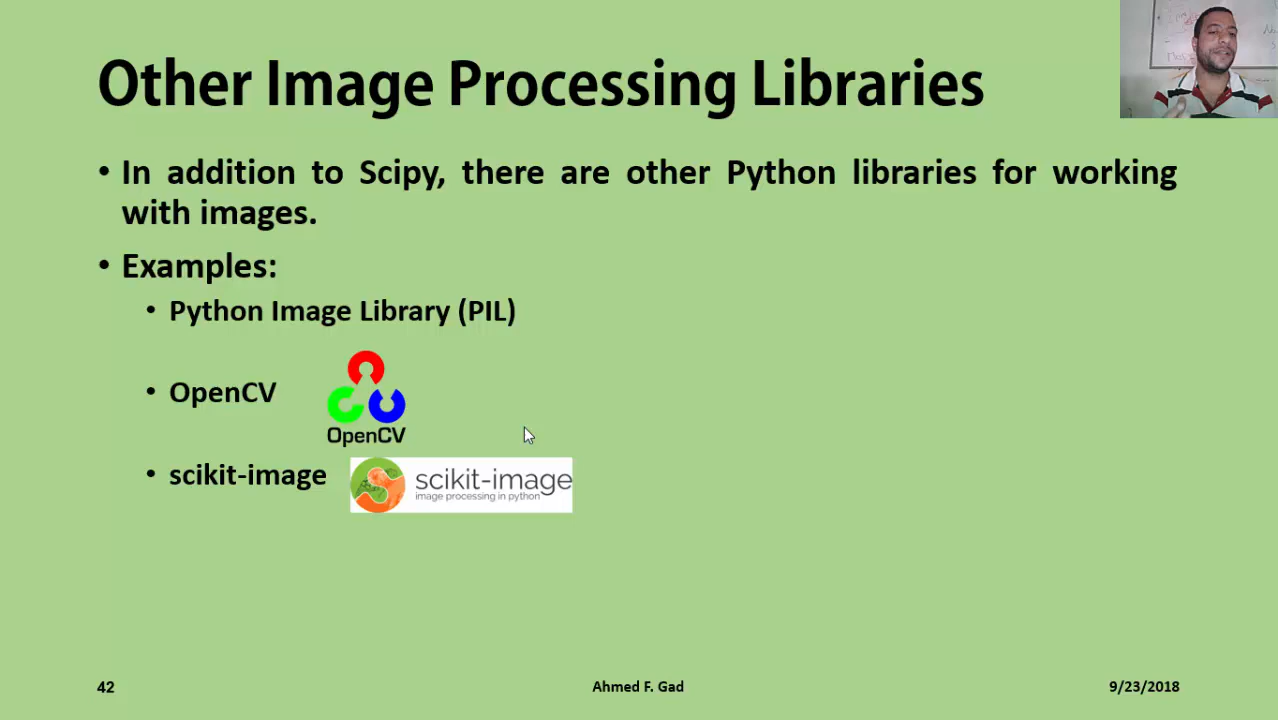 Other Image Processing Libraries
• In addition to Scipy, there are other Python libraries for working
with images.
• Examples:
• Python Image Library (PIL)
• OpenCV
OpenCV
• scikit-image
scikit-image
image processing in python
42
Ahmed F. Gad
9/23/2018